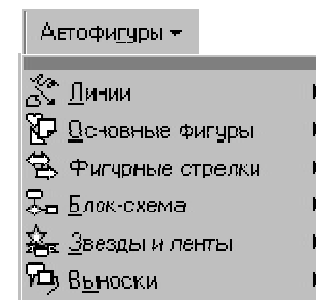 Автофигуры
Линии
Основные фигуры
Фигурные стрелки
Блок-схема
Звезды и ленты
Выноски